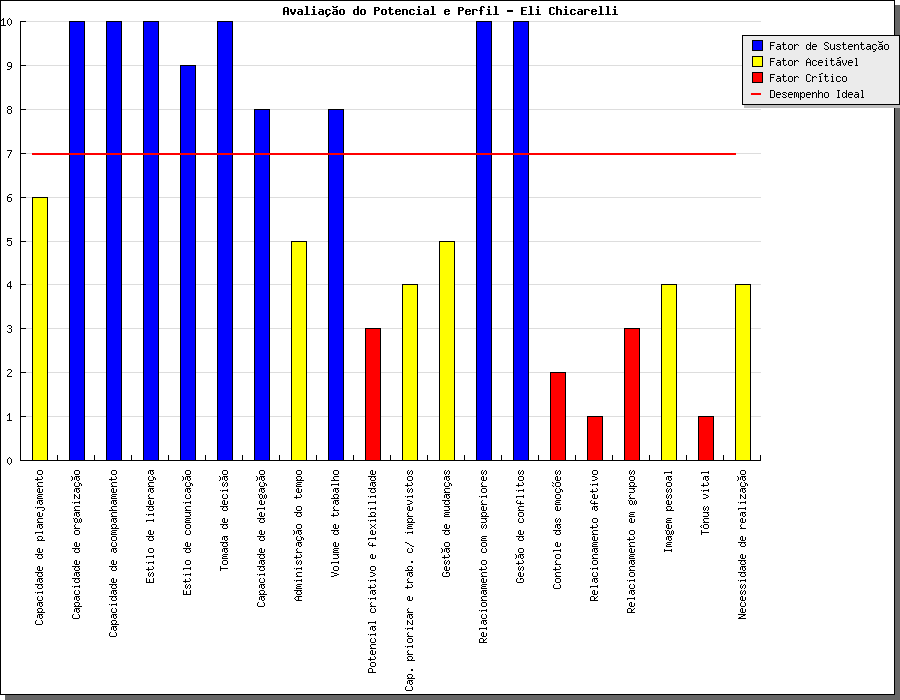 Avaliação do Potencial e Perfil - Eli Chicarelli
Fator de Sustentação
Fator Aceitável
Fator Crítico
Desempenho Ideal
10
9
8
7
6
5
4
3
2
1
0
Capacidade de planejamento
Capacidade de organização
Capacidade de acompanhamento
Estilo de liderança
Estilo de comunicação
Tomada de decisão
Capacidade de delegação
Administração do tempo
Volume de trabalho
Potencial criativo e flexibilidade
Cap. priorizar e trab. c/ imprevistos
Gestão de mudanças
Relacionamento com superiores
Gestão de conflitos
Controle das emoções
Relacionamento afetivo
Relacionamento em grupos
Imagem pessoal
Tônus vital
Necessidade de realização